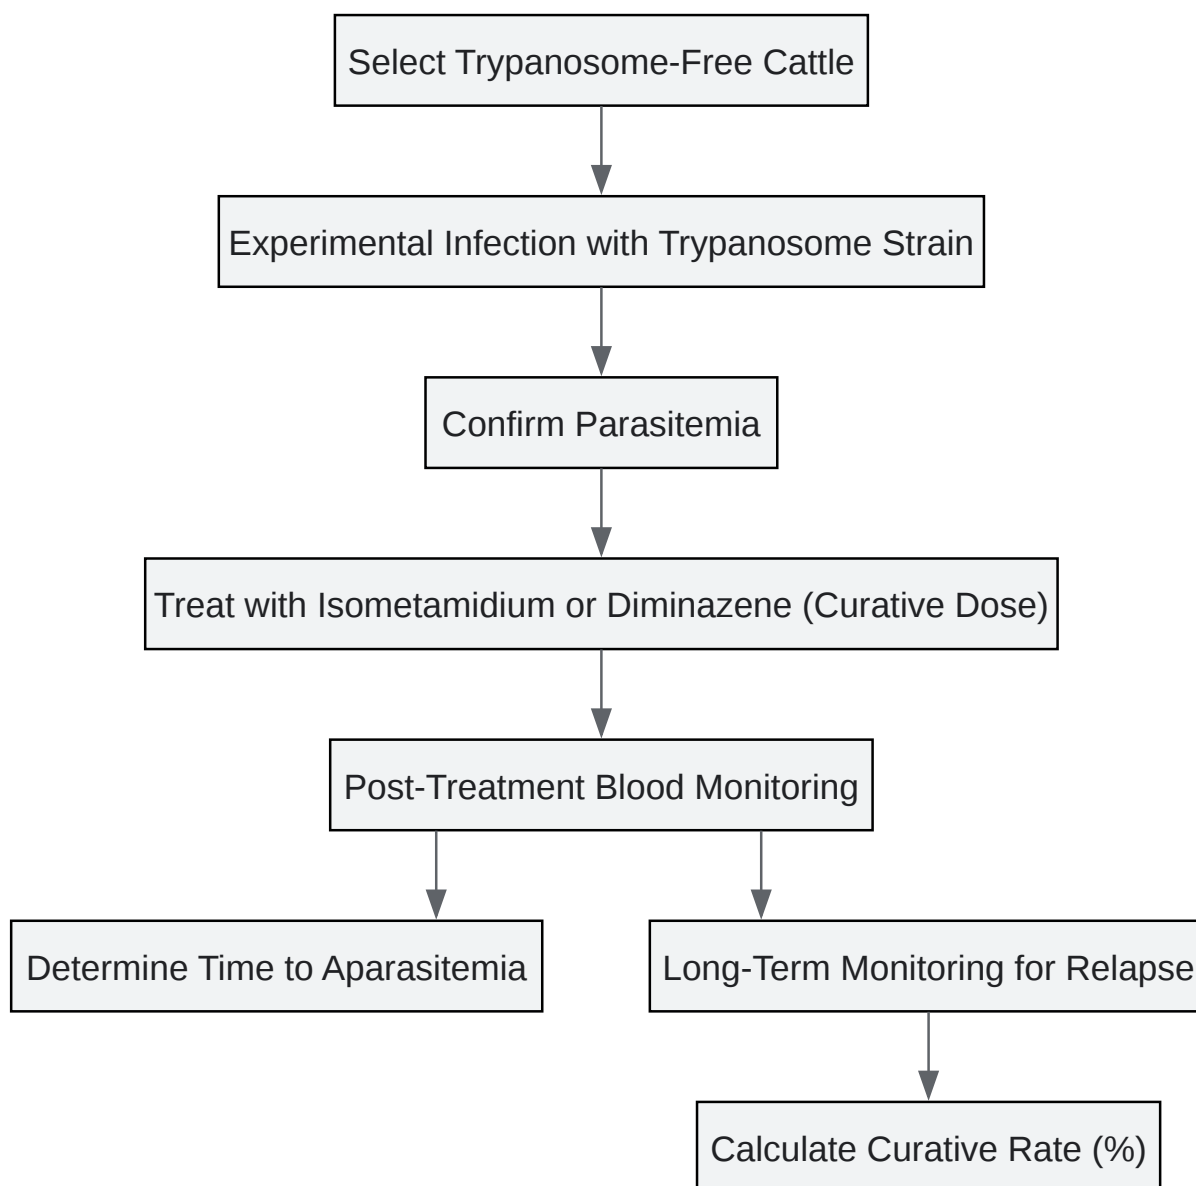 Select Trypanosome-Free Cattle
Experimental Infection with Trypanosome Strain
Confirm Parasitemia
Treat with Isometamidium or Diminazene (Curative Dose)
Post-Treatment Blood Monitoring
Determine Time to Aparasitemia
Long-Term Monitoring for Relapse
Calculate Curative Rate (%)